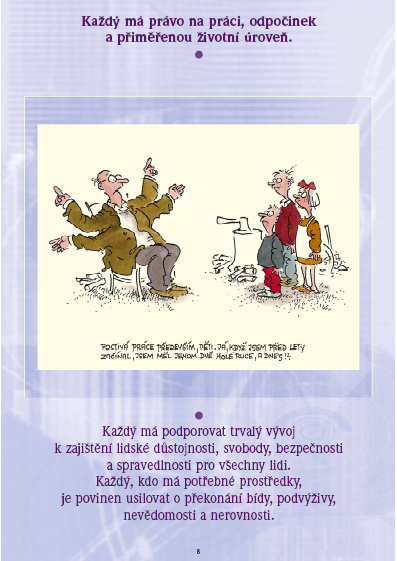 Každý má právo na práci, odpočinek
a přiměřenou životní úroveň.
POCTIVÁ PRÁCE PŘEDEVŠÍM, DĚTI. JÁ, KDYŽ JSEM PŘED LETY
ZAČÍNAL, JSEM MĚL JENOM DVĚ HOLÉ RUCE, A DNES!!
Každý má podporovat trvalý vývoj
k zajištění lidské důstojnosti, svobody, bezpečnosti
a spravedlnosti pro všechny lidi.
Každý, kdo má potřebné prostředky,
je povinen usilovat o překonání bídy, podvýživy,
nevědomosti a nerovnosti.
8